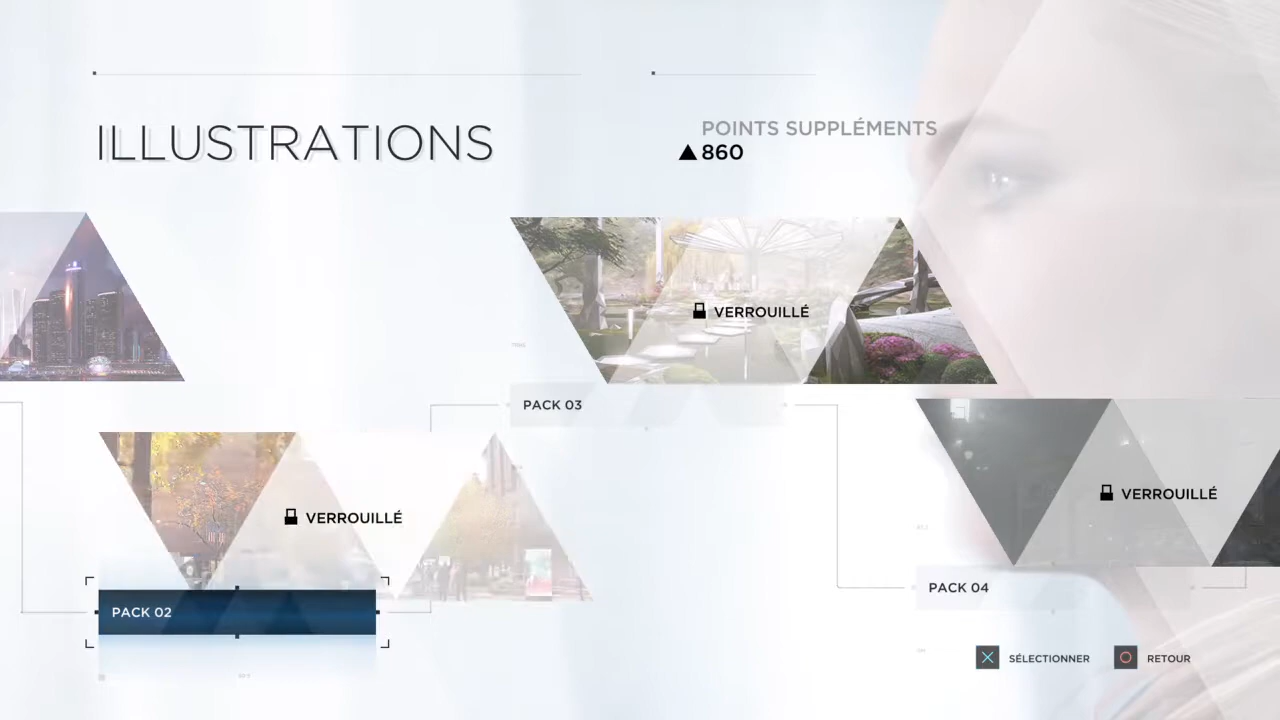 ILLUSTRATIONS
POINTS SUPPLÉMENTS
860
VERROUILLÉ
PACK 03
VERROUILLÉ
PACK 02
VERROUILLÉ
PACK 04
SÉLECTIONNER
RETOUR